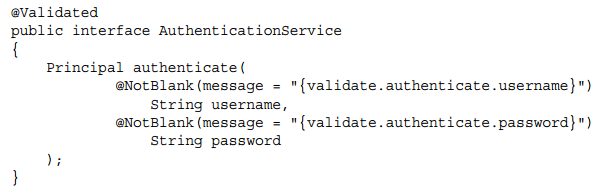 @Validated
public interface AuthenticationService
{
    Principal authenticate(
            @NotBlank(message = "{validate.authenticate.username}")
                String username,
            @NotBlank(message = "{validate.authenticate.password}")
                String password
    );
}